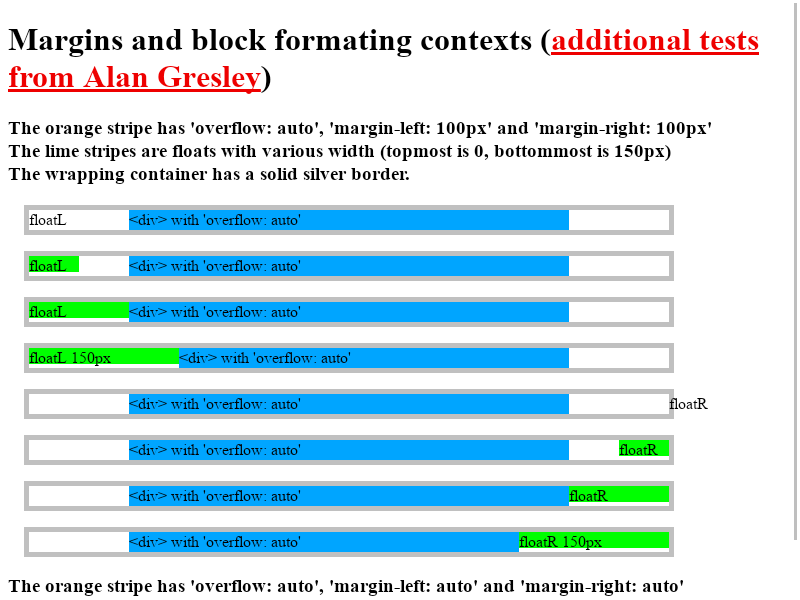 Margins and block formating contexts (additional tests
from Alan Gresley)
The orange stripe has 'overflow: auto', 'margin-left: 100px' and 'margin-right: 100px'
The lime stripes are floats with various width (topmost is 0, bottommost is 150px)
The wrapping container has a solid silver border.
floatL <div> with 'overflow: auto'
floatL <div> with 'overflow: auto'
floatL <div> with 'overflow: auto'
floatL 150px <div> with 'overflow: auto'
<div> with 'overflow: auto' floatR
<div> with 'overflow: auto' floatR
<div> with 'overflow: auto' floatR
<div> with 'overflow: auto' floatR 150px
The orange stripe has 'overflow: auto', 'margin-left: auto' and 'margin-right: auto'